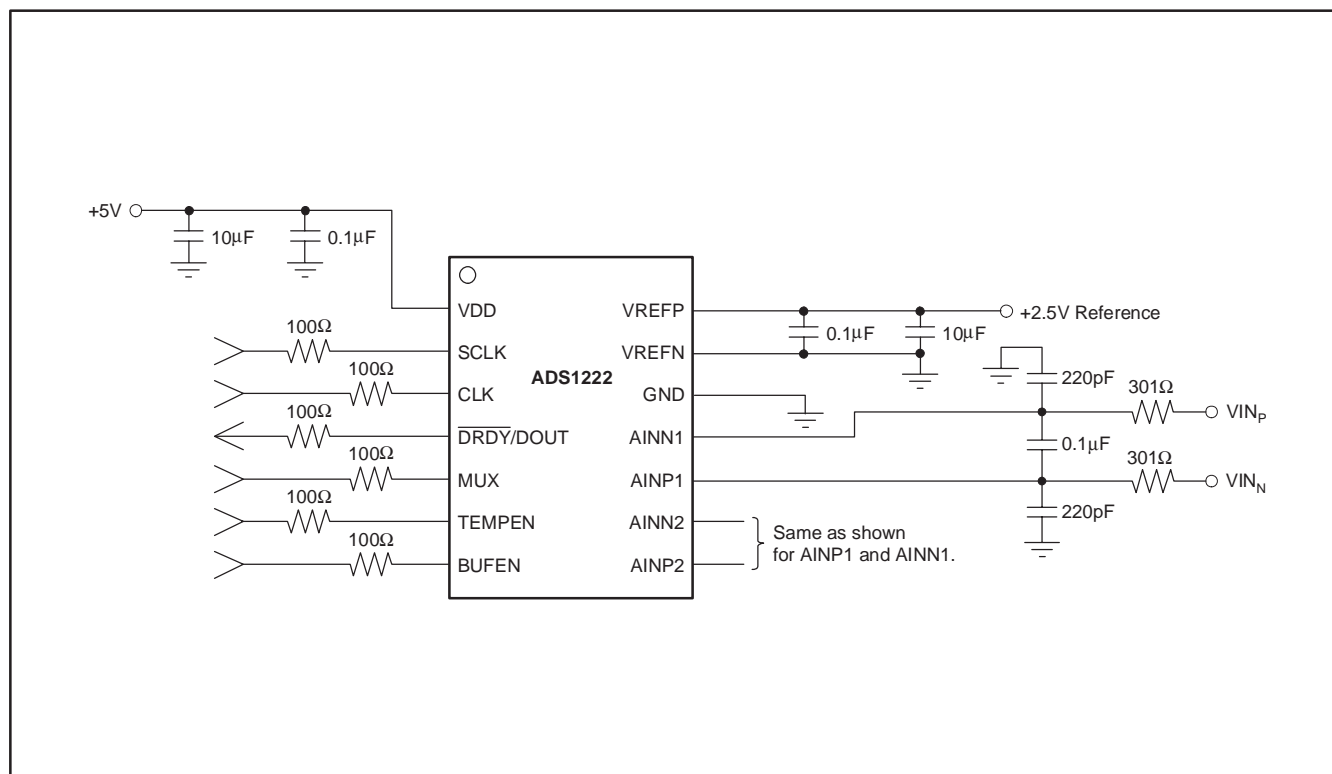 +5V
10µF
0.1µF
100Ω
100Ω
100Ω
100Ω
100Ω
100Ω
VDD
SCLK
CLK
DRDY/DOUT
MUX
TEMPEN
BUFEN
ADS1222
VREFP
VREFN
GND
AINN1
AINP1
AINN2
AINP2
+2.5V Reference
0.1µF
10µF
220pF
301Ω
VINP
0.1µF
301Ω
VINN
220pF
Same as shown
for AINP1 and AINN1.